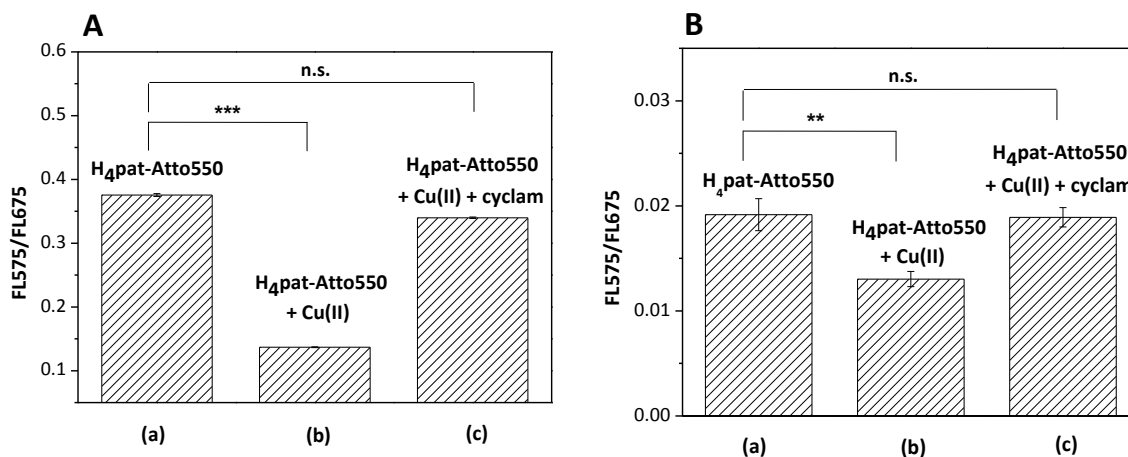 A
n.s.
***
H4pat-Atto550
H4pat-Atto550
+ Cu(II)
H4pat-Atto550
+ Cu(II) + cyclam
FL575/FL675
0.6
0.5
0.4
0.3
0.2
0.1
(a)
(b)
(c)
B
n.s.
**
H4pat-Atto550
H4pat-Atto550
+ Cu(II)
H4pat-Atto550
+ Cu(II) + cyclam
FL575/FL675
0.03
0.02
0.01
0.00
(a)
(b)
(c)